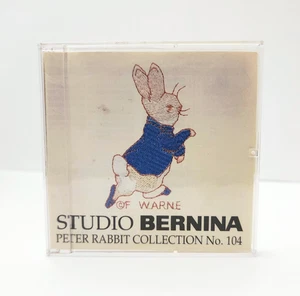 ©F WARNE
STUDIO BERNINA
PETER RABBIT COLLECTION No. 104